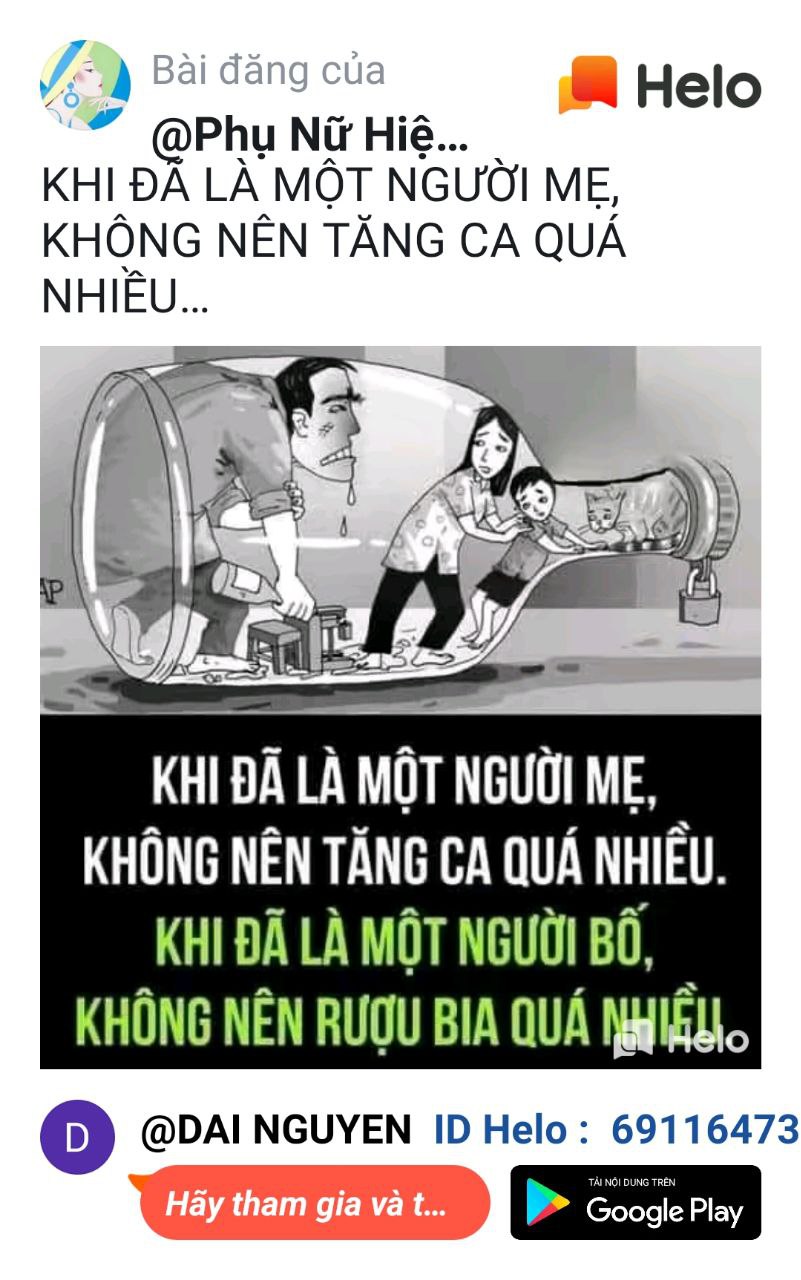 Bài đăng của
Helo
@Phụ Nữ Hiệ...
KHI ĐÃ LÀ MỘT NGƯỜI MẸ,
KHÔNG NÊN TĂNG CA QUÁ
NHIỀU...
AP
KHI ĐÃ LÀ MỘT NGƯỜI MẸ,
KHÔNG NÊN TĂNG CA QUÁ NHIỀU.
KHI ĐÃ LÀ MỘT NGƯỜI BỐ,
KHÔNG NÊN RƯỢU BIA QUÁ NHIỀU
Helo
D
@DAI NGUYEN ID Helo : 69116473
Hãy tham gia và t...
TẢI NỘI DUNG TRÊN
Google Play